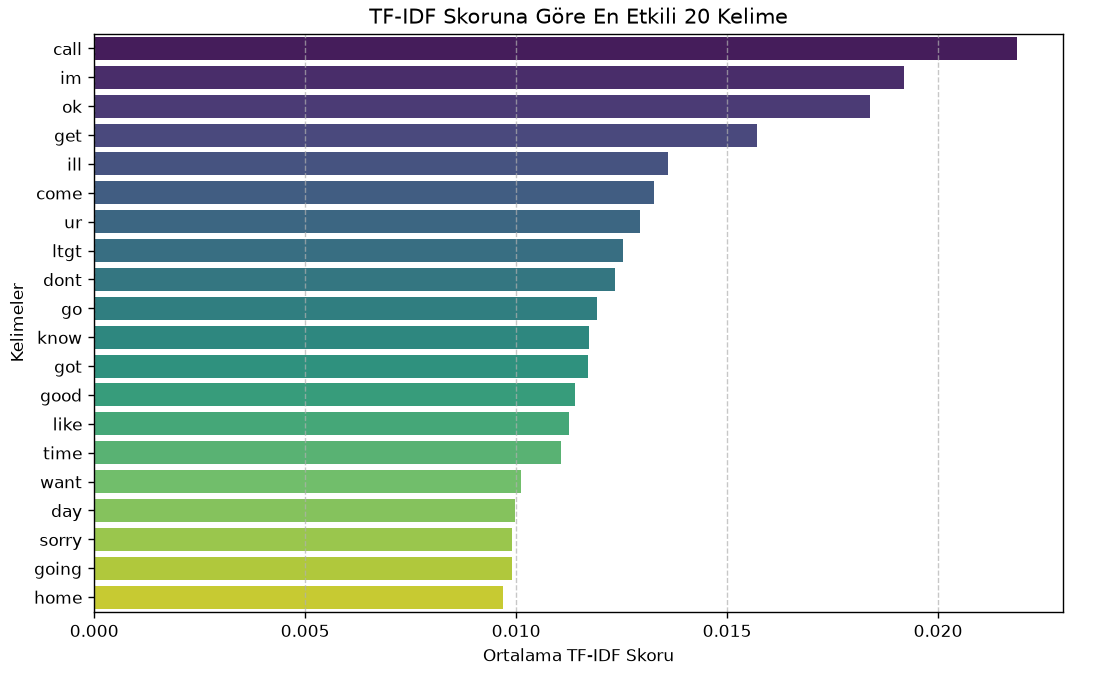 TF-IDF Skoruna Göre En Etkili 20 Kelime
Kelimeler
call
im
ok
get
ill
come
ur
ltgt
dont
go
know
got
good
like
time
want
day
sorry
going
home
0.000 0.005 0.010 0.015 0.020
Ortalama TF-IDF Skoru